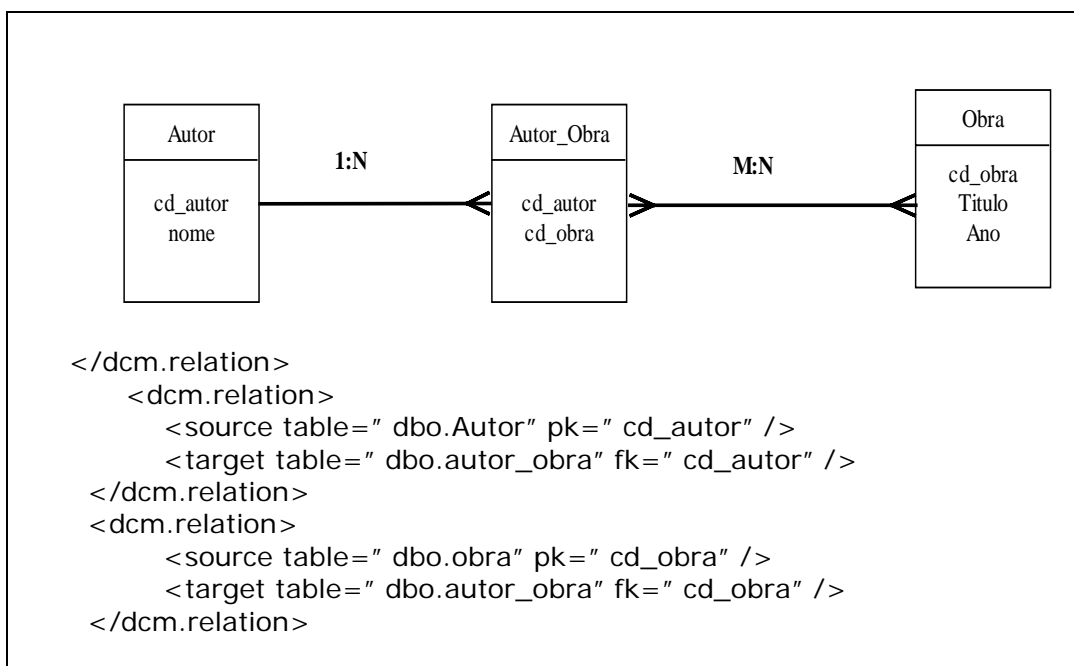 Autor
cd_autor
nome
1:N
Autor_Obra
cd_autor
cd_obra
M:N
Obra
cd_obra
Titulo
Ano
</dcm.relation>
<dcm.relation>
<source table=" dbo.Autor" pk=" cd_autor" />
<target table=" dbo.autor_obra" fk=" cd_autor" />
</dcm.relation>
<dcm.relation>
<source table=" dbo.obra" pk=" cd_obra" />
<target table=" dbo.autor_obra" fk=" cd_obra" />
</dcm.relation>